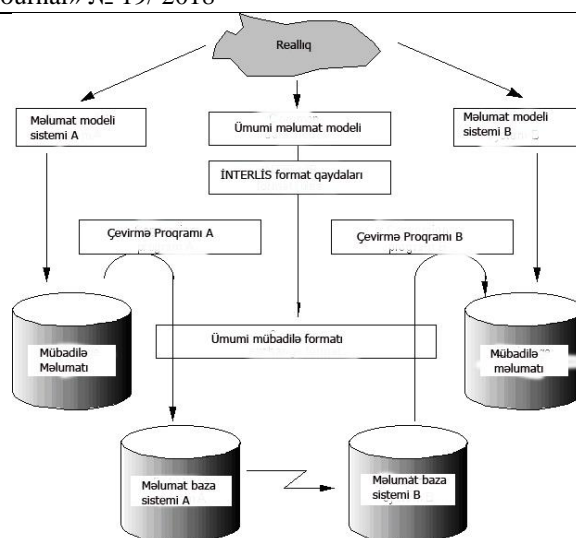 ournal» № 19/ 2018
Reallıq
Məlumat modeli
sistemi A
Ümumi məlumat modeli
Məlumat modeli
sistemi B
İNTERLİS format qaydaları
Çevirmə Proqramı A
Çevirmə Proqramı B
Ümumi mübadilə formatı
Mübadilə
Məlumatı
Mübadilə
məlumatı
Məlumat baza
sistemi A
Məlumat baza
sistemi B